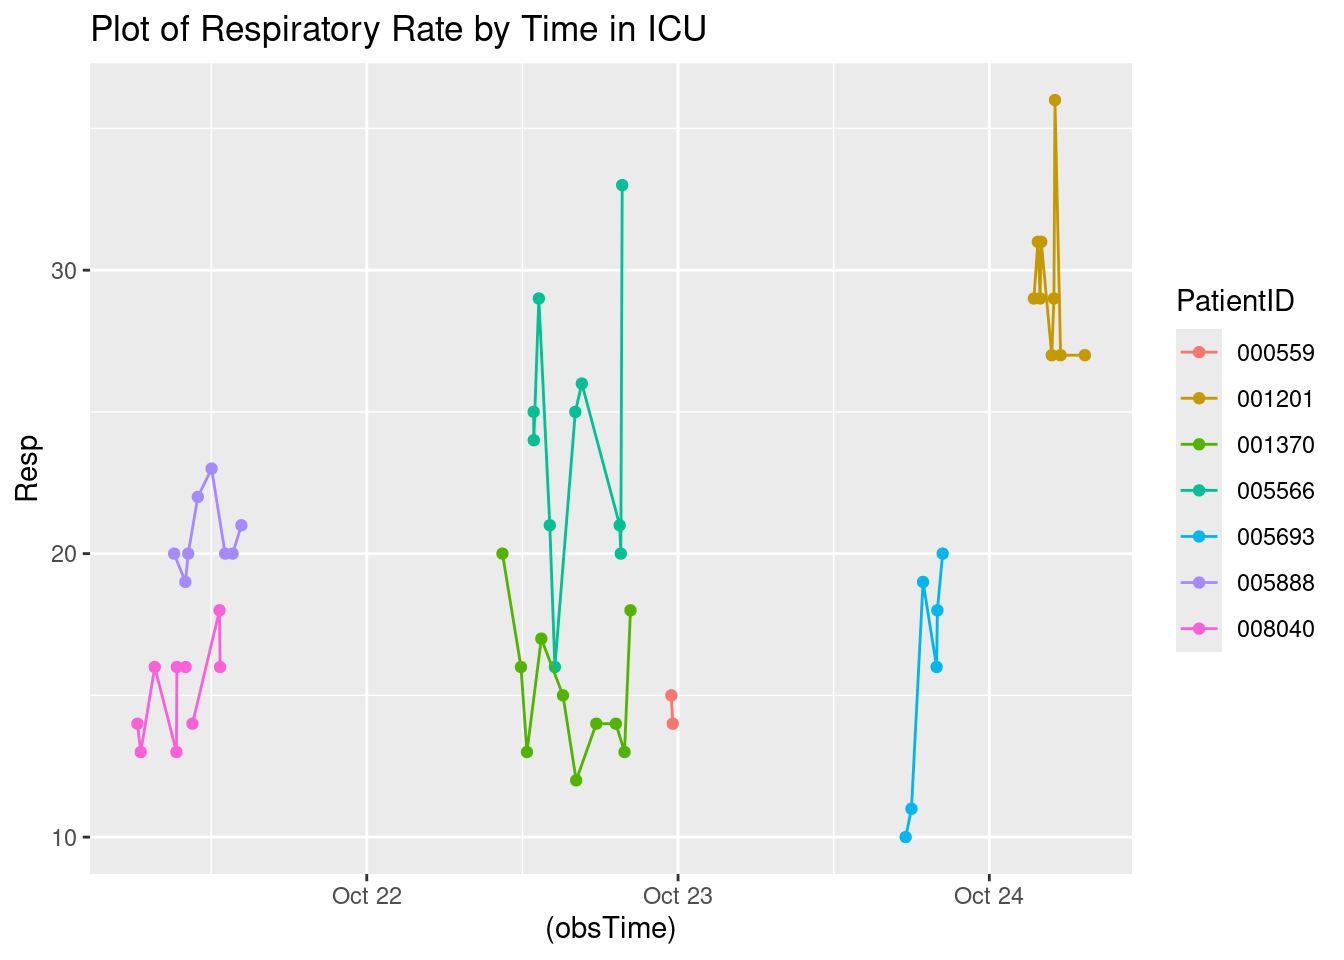 Plot of Respiratory Rate by Time in ICU
Resp
30
20
10
Oct 22
Oct 23
Oct 24
(obsTime)
PatientID
000559
001201
001370
005566
005693
005888
008040